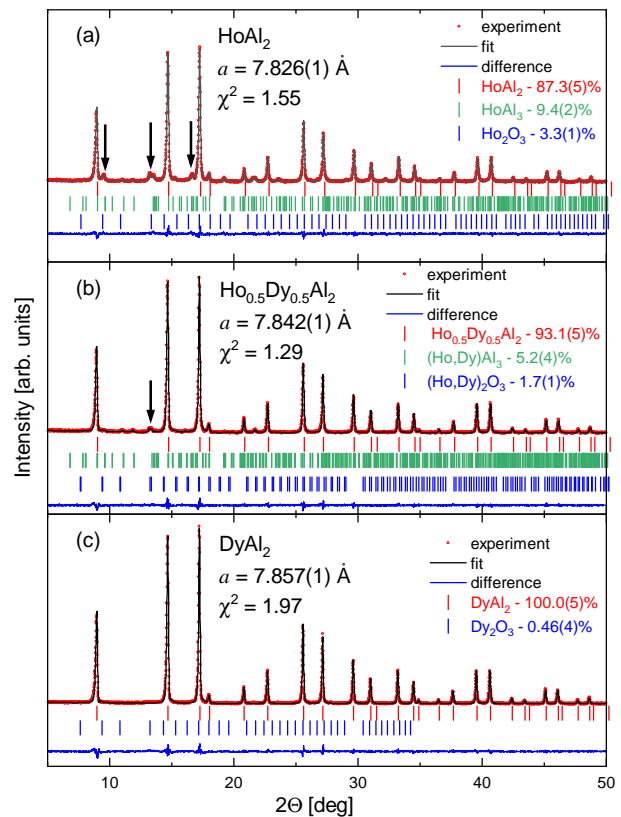 (a)
HoAl₂
a = 7.826(1) Å
χ² = 1.55
experiment
fit
difference
HoAl₂ - 87.3(5)%
HoAl₃ - 9.4(2)%
Ho₂O₃ - 3.3(1)%
(b)
Ho₀.₅Dy₀.₅Al₂
a = 7.842(1) Å
χ² = 1.29
experiment
fit
difference
Ho₀.₅Dy₀.₅Al₂ - 93.1(5)%
(Ho,Dy)Al₃ - 5.2(4)%
(Ho,Dy)₂O₃ - 1.7(1)%
Intensity [arb. units]
(c)
DyAl₂
a = 7.857(1) Å
χ² = 1.97
experiment
fit
difference
DyAl₂ - 100.0(5)%
Dy₂O₃ - 0.46(4)%
10 20 30 40 50
2Θ [deg]